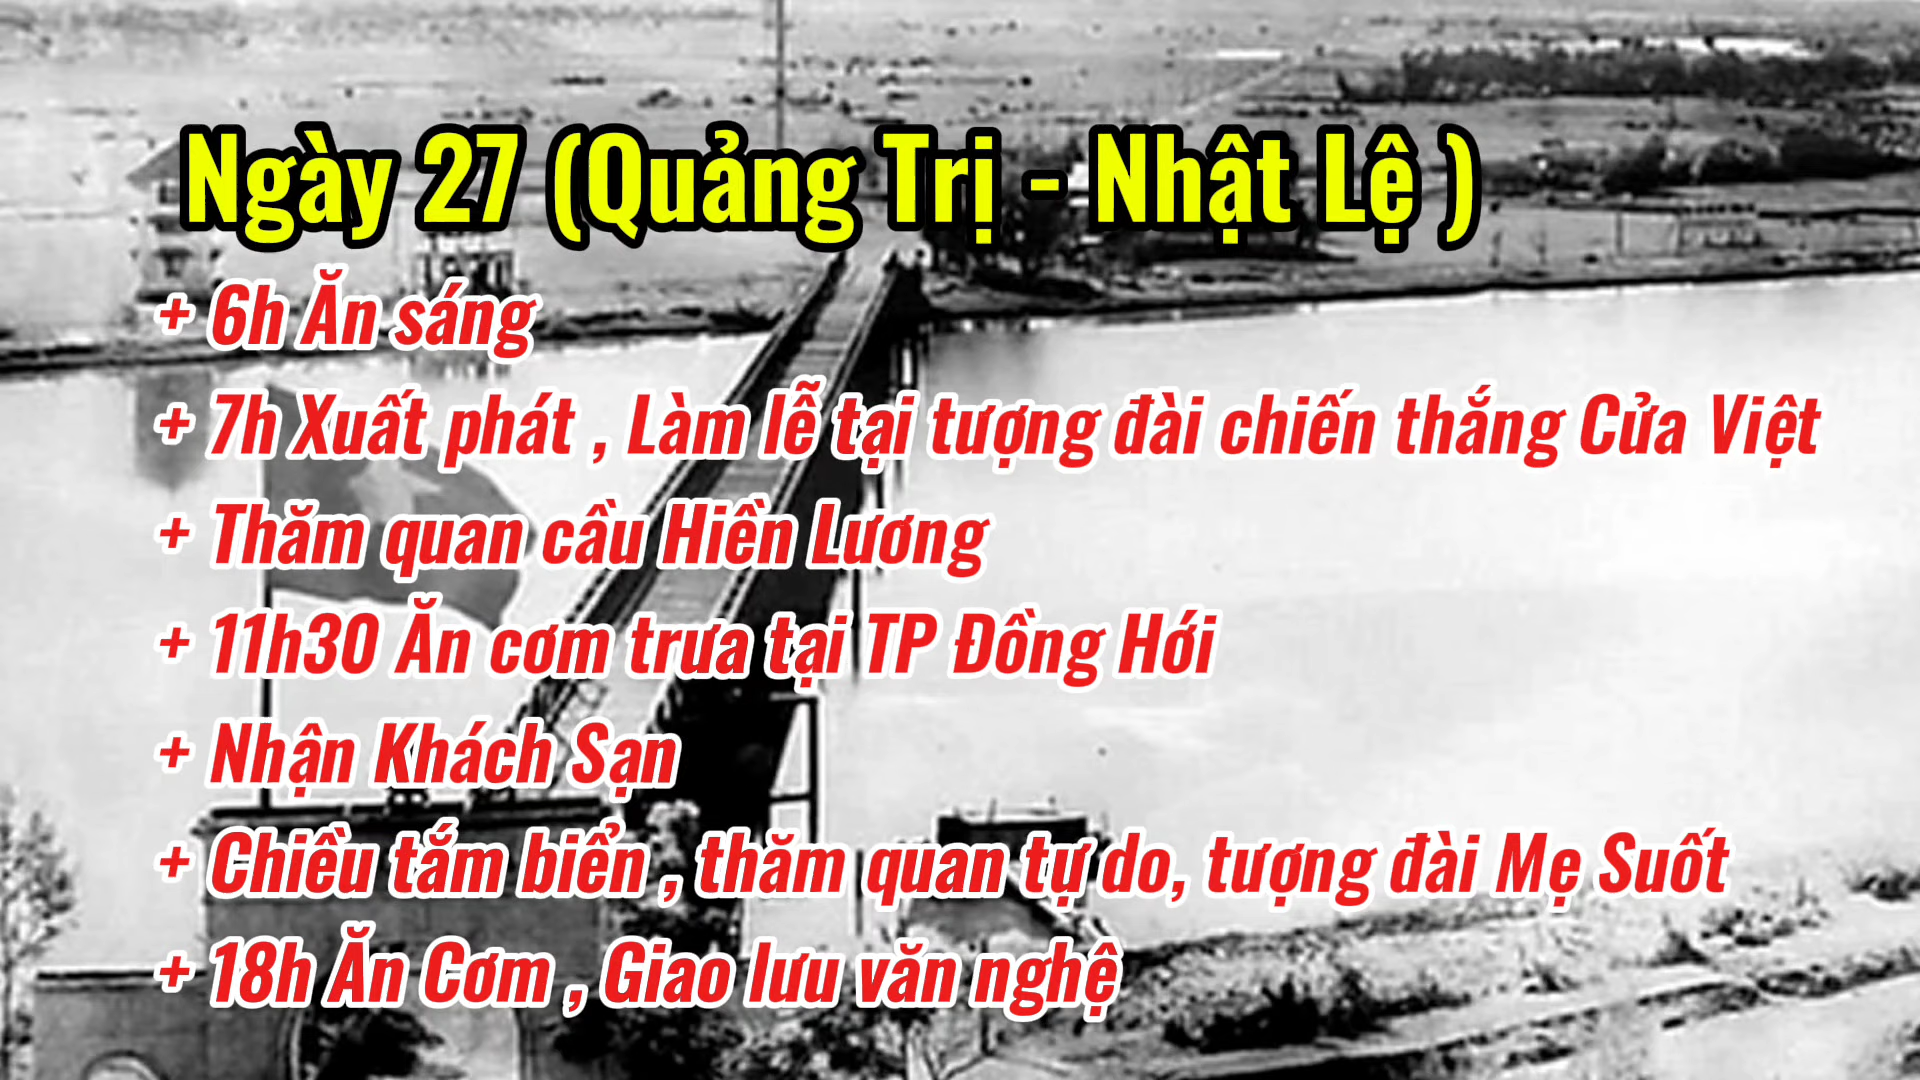 Ngày 27 (Quảng Trị - Nhật Lệ )
+ 6h Ăn sáng
+ 7h Xuất phát , Làm lễ tại tượng đài chiến thắng Cửa Việt
+ Thăm quan cầu Hiền Lương
+ 11h30 Ăn cơm trưa tại TP Đồng Hới
+ Nhận Khách Sạn
+ Chiều tắm biển , thăm quan tự do, tượng đài Mẹ Suốt
+ 18h Ăn Cơm , Giao lưu văn nghệ